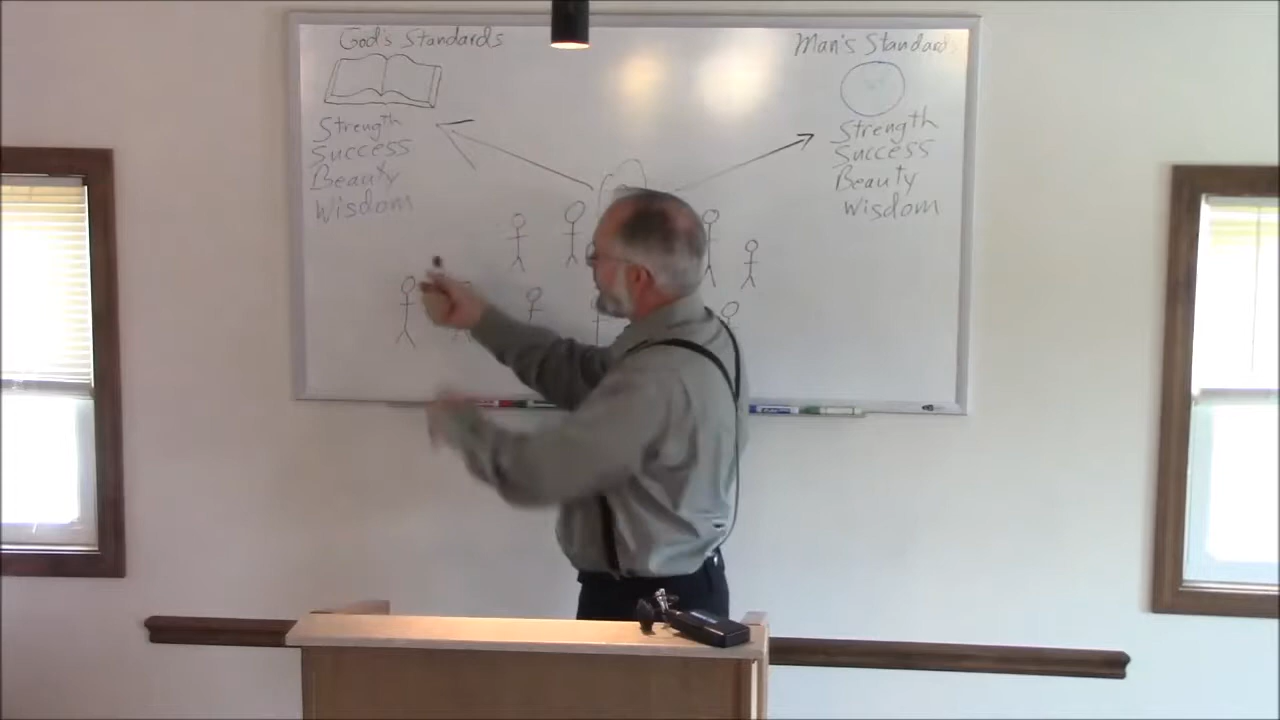 God's Standards
Strength
Success
Beauty
Wisdom
Man's Standards
Strength
Success
Beauty
Wisdom